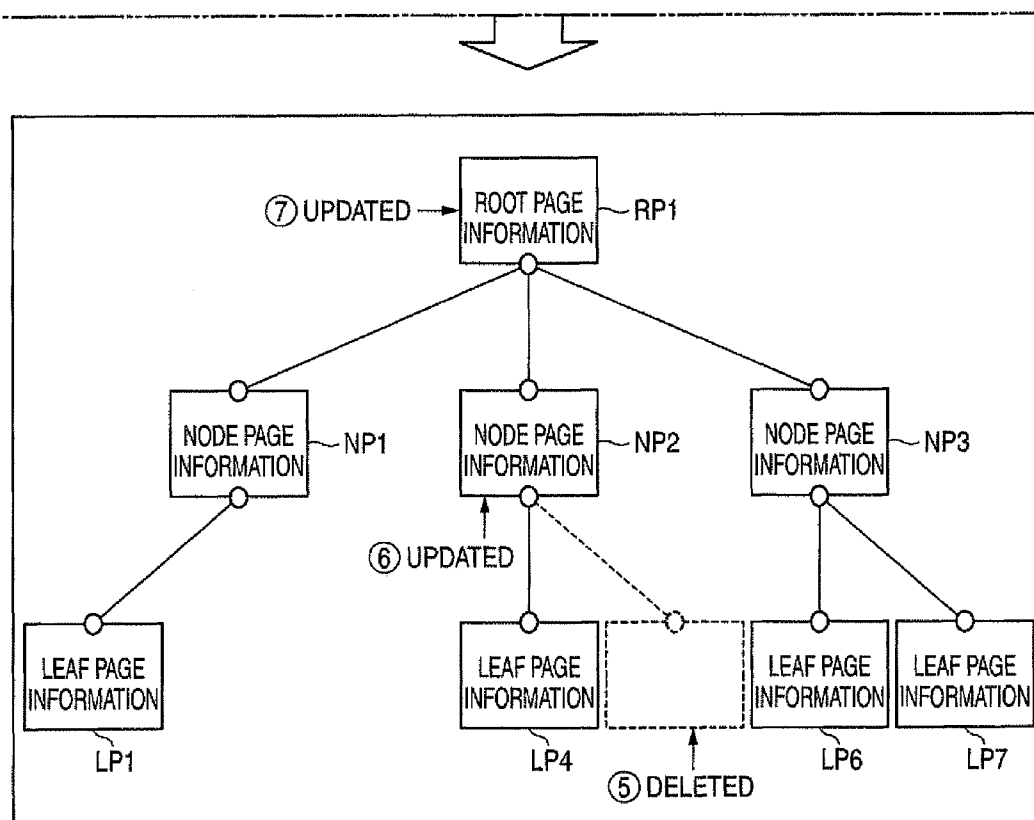 ROOT PAGE
INFORMATION
RP1
⑦ UPDATED
NODE PAGE
INFORMATION
NP1
NODE PAGE
INFORMATION
NP2
NODE PAGE
INFORMATION
NP3
⑥ UPDATED
LEAF PAGE
INFORMATION
LP1
LEAF PAGE
INFORMATION
LP4
LEAF PAGE
INFORMATION
LP6
LEAF PAGE
INFORMATION
LP7
⑤ DELETED